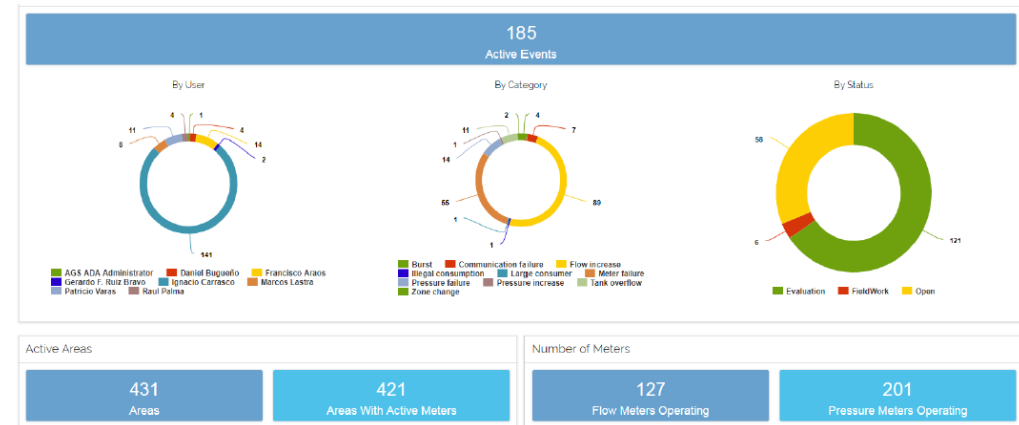 185
Active Events
By User
4
1
11
4
8
14
2
141
AGS ADA Administrator Daniel Bugueño Francisco Araos
Gerardo F. Ruiz Bravo Ignacio Carrasco Marcos Lastra
Patricio Varas Raul Palma
By Category
2
4
11
7
1
14
55
89
1
1
Burst Communication failure Flow increase
Illegal consumption Large consumer Meter failure
Pressure failure Pressure increase Tank overflow
Zone change
By Status
58
6
121
Evaluation FieldWork Open
Active Areas
431
Areas
421
Areas With Active Meters
Number of Meters
127
Flow Meters Operating
201
Pressure Meters Operating